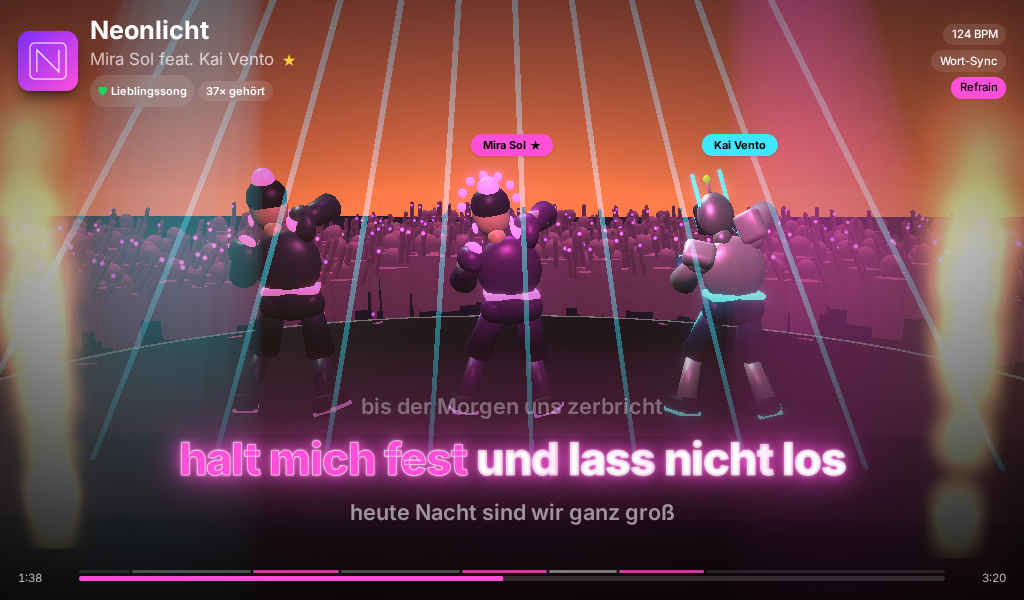 Neonlicht
Mira Sol feat. Kai Vento ★
Lieblingssong
37× gehört
124 BPM
Wort-Sync
Refrain
N
Mira Sol ★
Kai Vento
bis der Morgen uns zerbricht
halt mich fest und lass nicht los
heute Nacht sind wir ganz groß
1:38
3:20